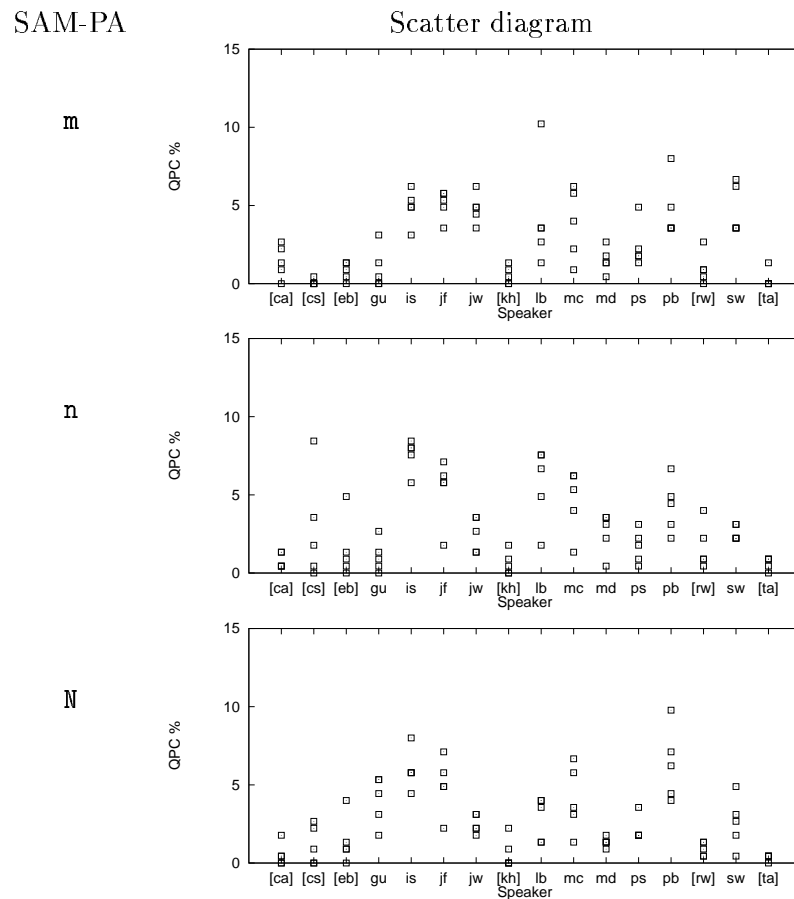 SAM-PA Scatter diagram
m
QPC %
15
10
5
0
[ca] [cs] [eb] gu is jf jw [kh] lb mc md ps pb [rw] sw [ta]
Speaker
n
QPC %
15
10
5
0
[ca] [cs] [eb] gu is jf jw [kh] lb mc md ps pb [rw] sw [ta]
Speaker
N
QPC %
15
10
5
0
[ca] [cs] [eb] gu is jf jw [kh] lb mc md ps pb [rw] sw [ta]
Speaker